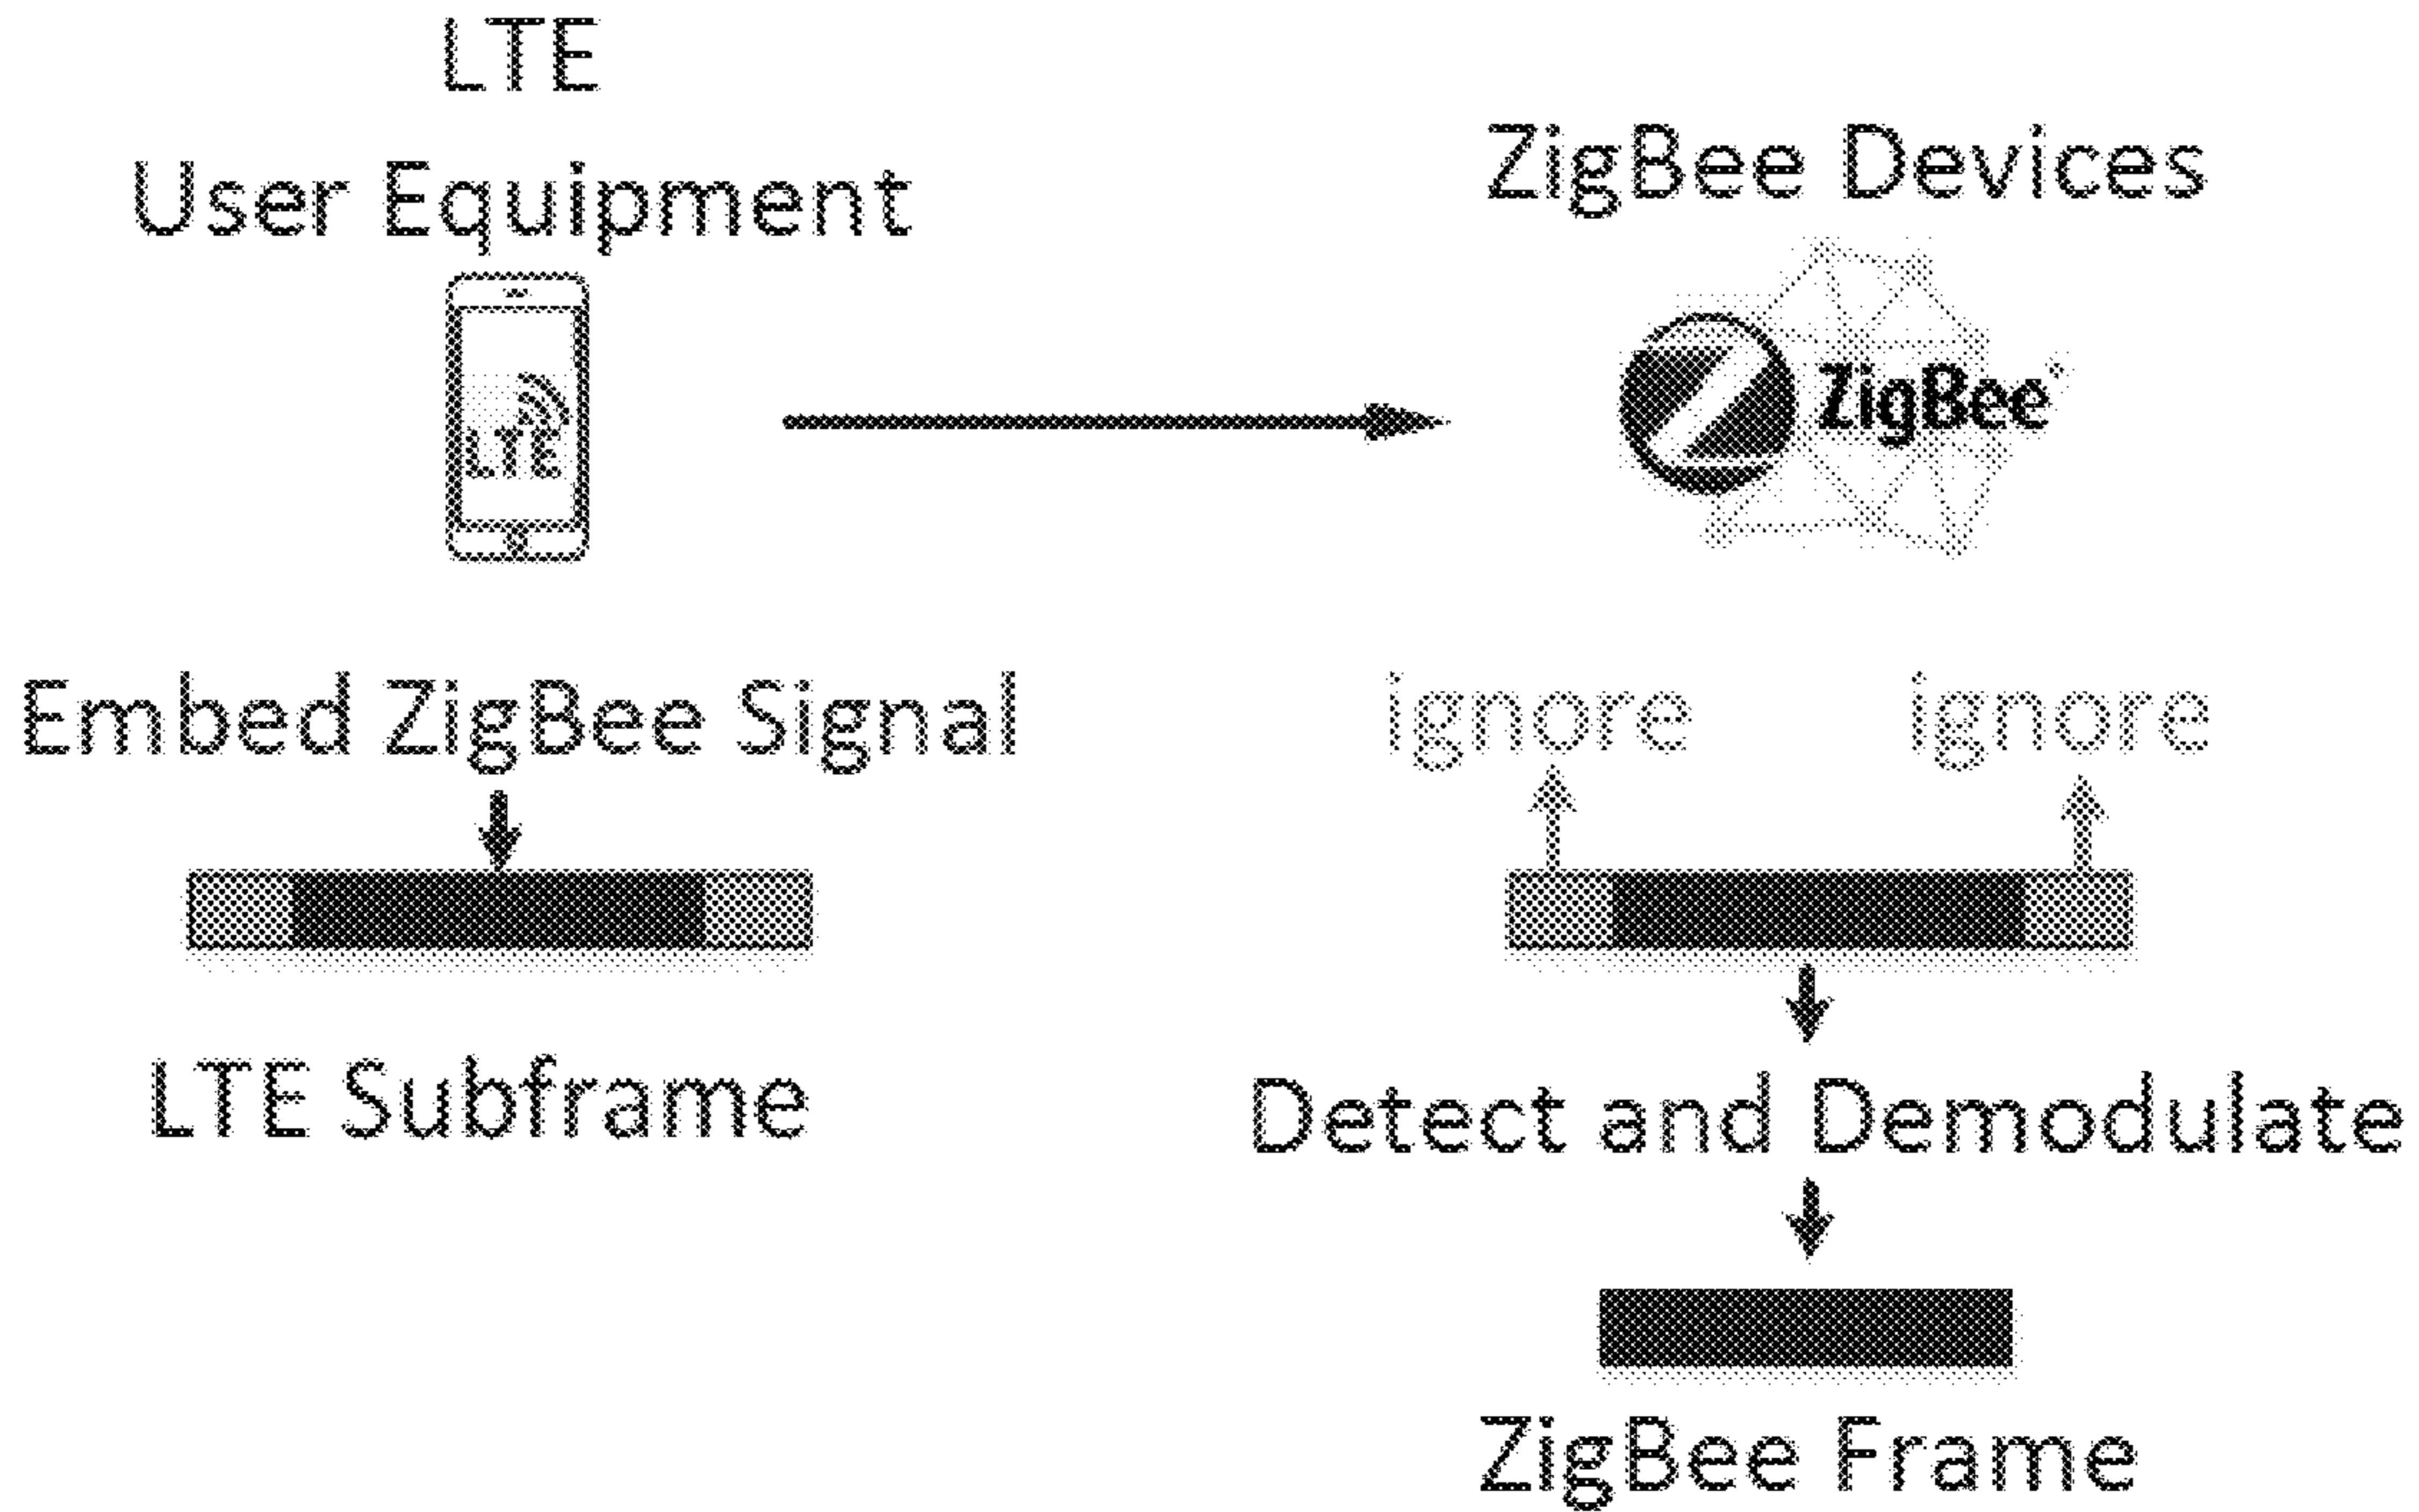 LTE
User Equipment
LTE
Embed ZigBee Signal
LTE Subframe
ZigBee Devices
ZigBee
ignore ignore
Detect and Demodulate
ZigBee Frame